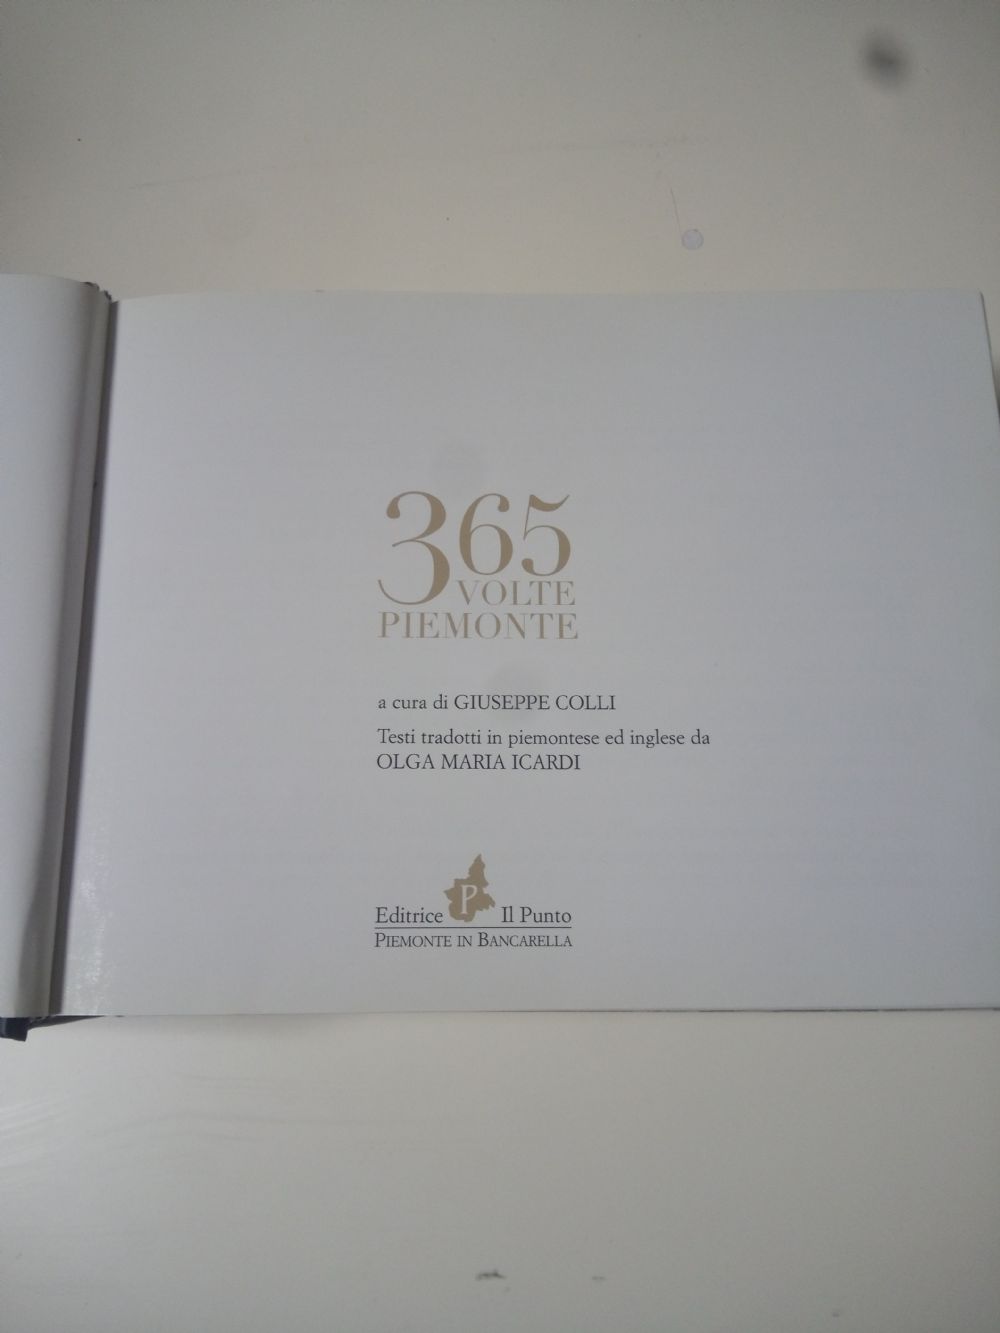 365
VOLTE
PIEMONTE
a cura di GIUSEPPE COLLI
Testi tradotti in piemontese ed inglese da
OLGA MARIA ICARDI
P
Editrice Il Punto
PIEMONTE IN BANCARELLA